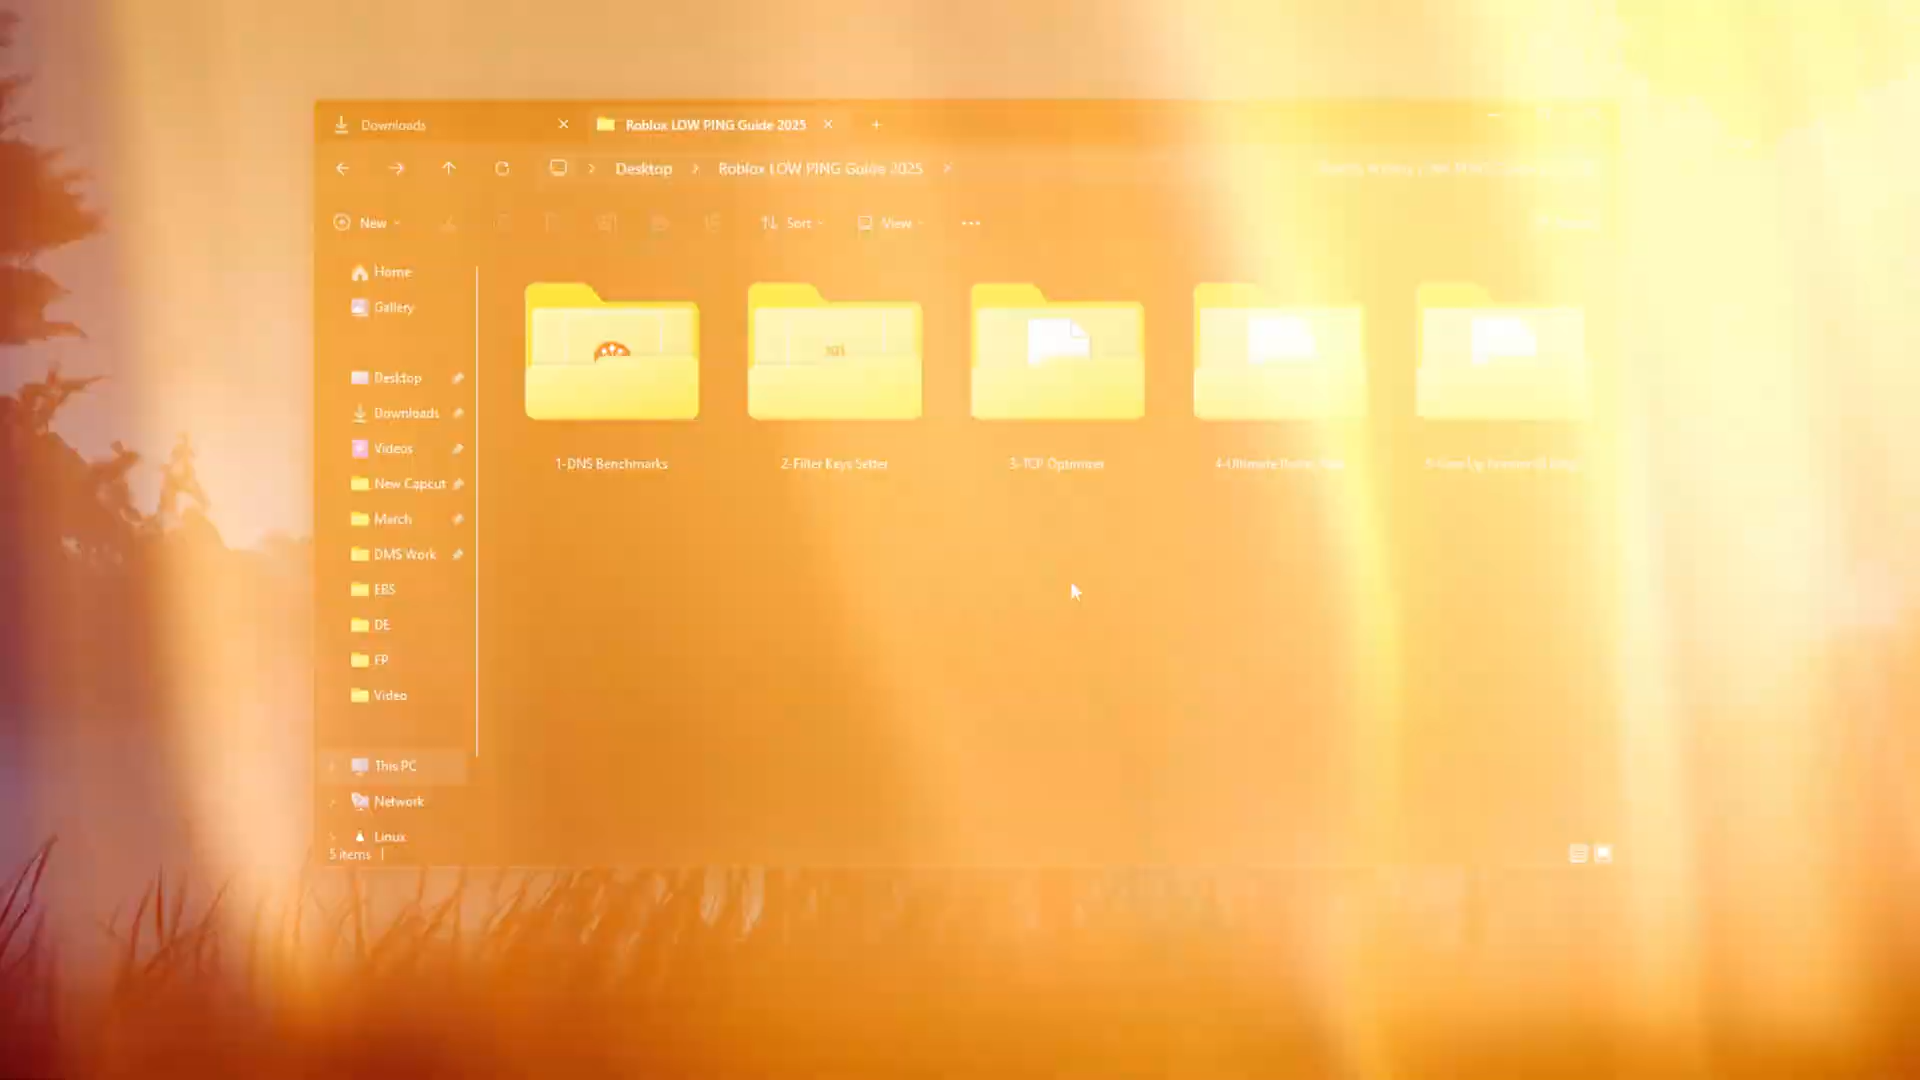 Downloads
Roblox LOW PING Guide 2025
Desktop > Roblox LOW PING Guide 2025 >
New
Sort
View
Home
Gallery
Desktop
Downloads
Videos
New Capcut
March
DMS Work
EBS
DE
EP
Video
This PC
Network
Linux
1-DNS Benchmarks
2-Filter Keys Setter
3-TCP Optimizer
4-Ultimate
5 items